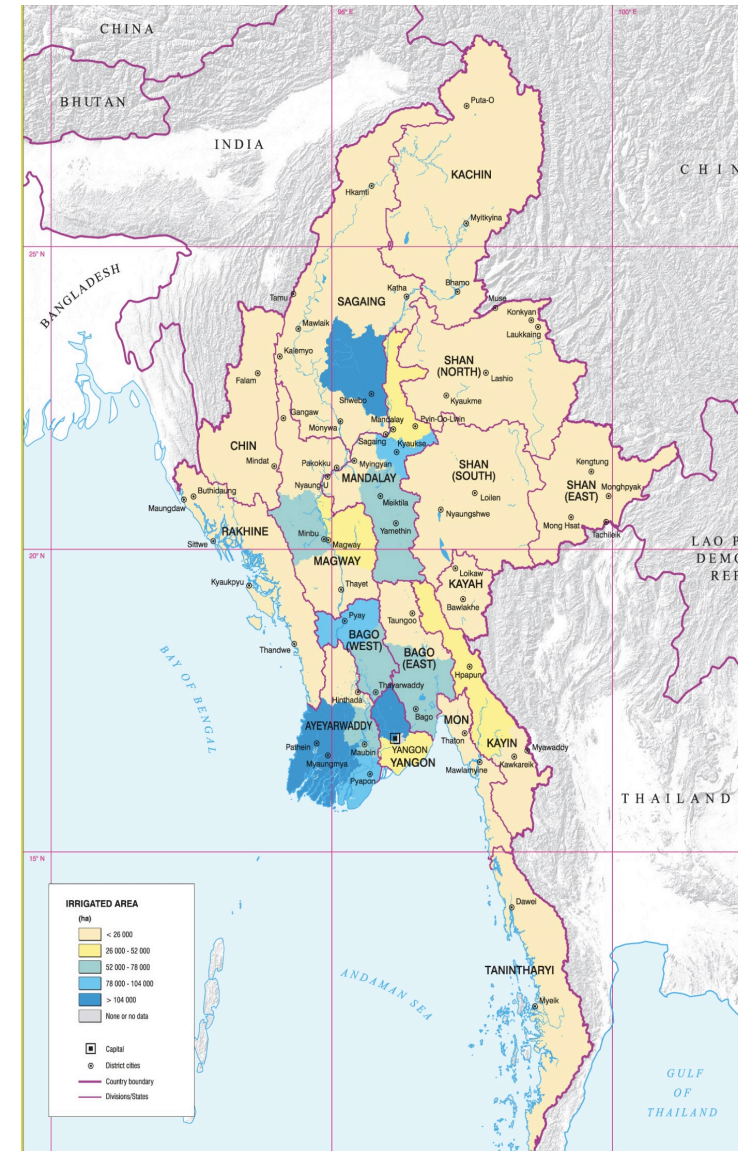 95° E
100° E
CHINA
BHUTAN
INDIA
CHIN
Puta-O
KACHIN
Hkamti
Myitkyina
25° N
BANGLADESH
Tamu
SAGAING
Katha
Bhamo
Muse
Konkyan
Laukkaing
Mawlaik
Kalemyo
Falam
SHAN
(NORTH)
Lashio
Shwebo
Kyaukme
Gangaw
Monywa
Mandalay
Pyin-Oo-Lwin
Sagaing
Kyaukse
CHIN
Mindat
Pakokku
Myingyan
Nyaung-U
MANDALAY
SHAN
(SOUTH)
Kengtung
SHAN
(EAST)
Monghpyak
Buthidaung
Maungdaw
Meiktila
Loilen
Nyaungshwe
Mong Hsat
Tachileik
RAKHINE
Sittwe
Minbu
Magway
Yamethin
20° N
LAO P
DEMO
REP
MAGWAY
Loikaw
KAYAH
Kyaukpyu
Thayet
Bawlakhe
Pyay
Taungoo
BAGO
(WEST)
Thandwe
BAGO
(EAST)
Hpapun
BAY OF BENGAL
Hinthada
Thayarwaddy
Bago
MON
AYEYARWADDY
Thaton
KAYIN
Pathein
Maubin
YANGON
Myawaddy
Myaungmya
YANGON
Kawkareik
Mawlamyine
Pyapon
THAILAND
15° N
IRRIGATED AREA
(ha)
< 26 000
26 000 - 52 000
52 000 - 78 000
78 000 - 104 000
> 104 000
None or no data
Capital
District cities
Country boundary
Divisions/States
Dawei
TANINTHARYI
ANDAMAN SEA
Myeik
GULF
OF
THAILAND